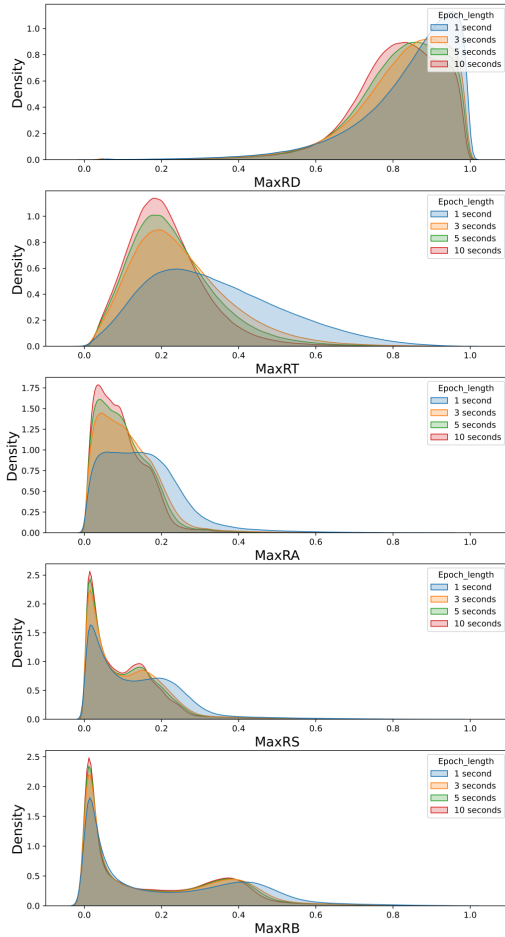 Epoch_length
1 second
3 seconds
5 seconds
10 seconds
Density
1.0
0.8
0.6
0.4
0.2
0.0
0.0 0.2 0.4 0.6 0.8 1.0
MaxRD
Epoch_length
1 second
3 seconds
5 seconds
10 seconds
Density
1.0
0.8
0.6
0.4
0.2
0.0
0.0 0.2 0.4 0.6 0.8 1.0
MaxRT
Epoch_length
1 second
3 seconds
5 seconds
10 seconds
Density
1.75
1.50
1.25
1.00
0.75
0.50
0.25
0.00
0.0 0.2 0.4 0.6 0.8 1.0
MaxRA
Epoch_length
1 second
3 seconds
5 seconds
10 seconds
Density
2.5
2.0
1.5
1.0
0.5
0.0
0.0 0.2 0.4 0.6 0.8 1.0
MaxRS
Epoch_length
1 second
3 seconds
5 seconds
10 seconds
Density
2.5
2.0
1.5
1.0
0.5
0.0
0.0 0.2 0.4 0.6 0.8 1.0
MaxRB